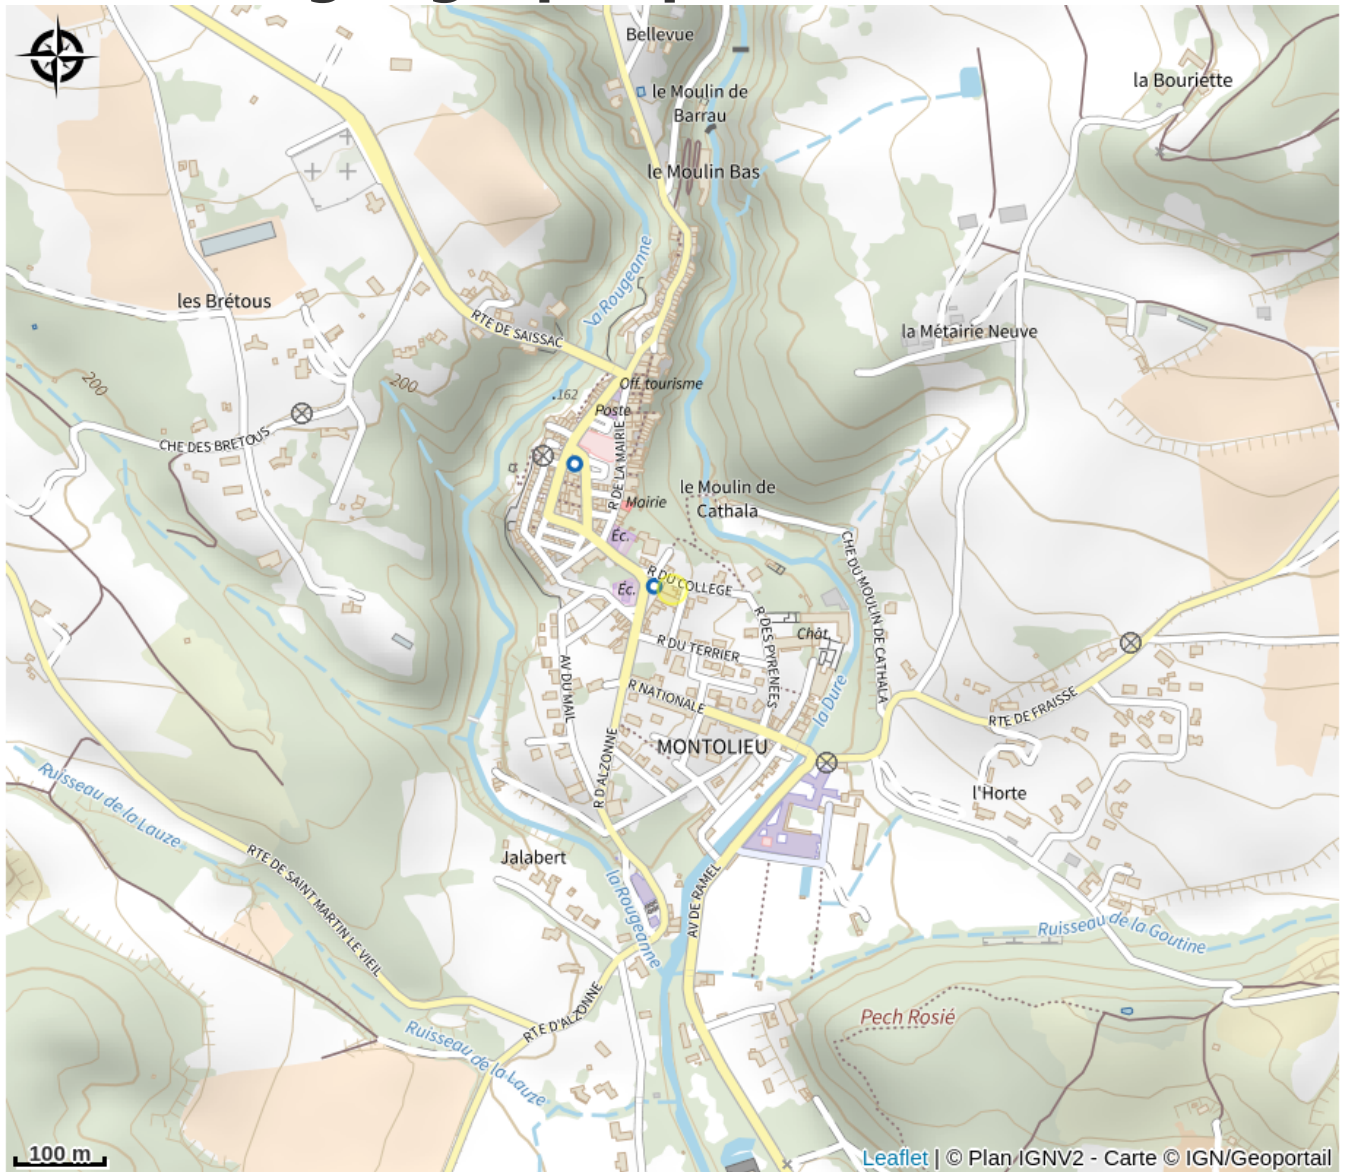 Bellevue
la Bouriette
le Moulin de
Barrau
le Moulin Bas
la Rougeanne
les Brétous
RTE DE SAISSAC
la Métairie Neuve
Off. tourisme
200
200
.162
Poste
CHE DES BRETOUS
R DE LA MAIRIE
le Moulin de
Cathala
Mairie
Éc.
CHE DU MOULIN DE CATHALA
R DU COLLEGE
Éc.
R DES PYRENEES
Chât.
R DU TERRIER
AV DU MAIL
R NATIONALE
la Dure
RTE DE FRAISSE
MONTOLIEU
R D'ALZONNE
l'Horte
Ruisseau de la Lauze
Jalabert
RTE DE SAINT MARTIN LE VIEIL
la Rougeanne
AV DE RAMEL
Ruisseau de la Goutine
RTE D'ALZONNE
Pech Rosié
Ruisseau de la Lauze
100 m
Leaflet | © Plan IGNV2 - Carte © IGN/Geoportail